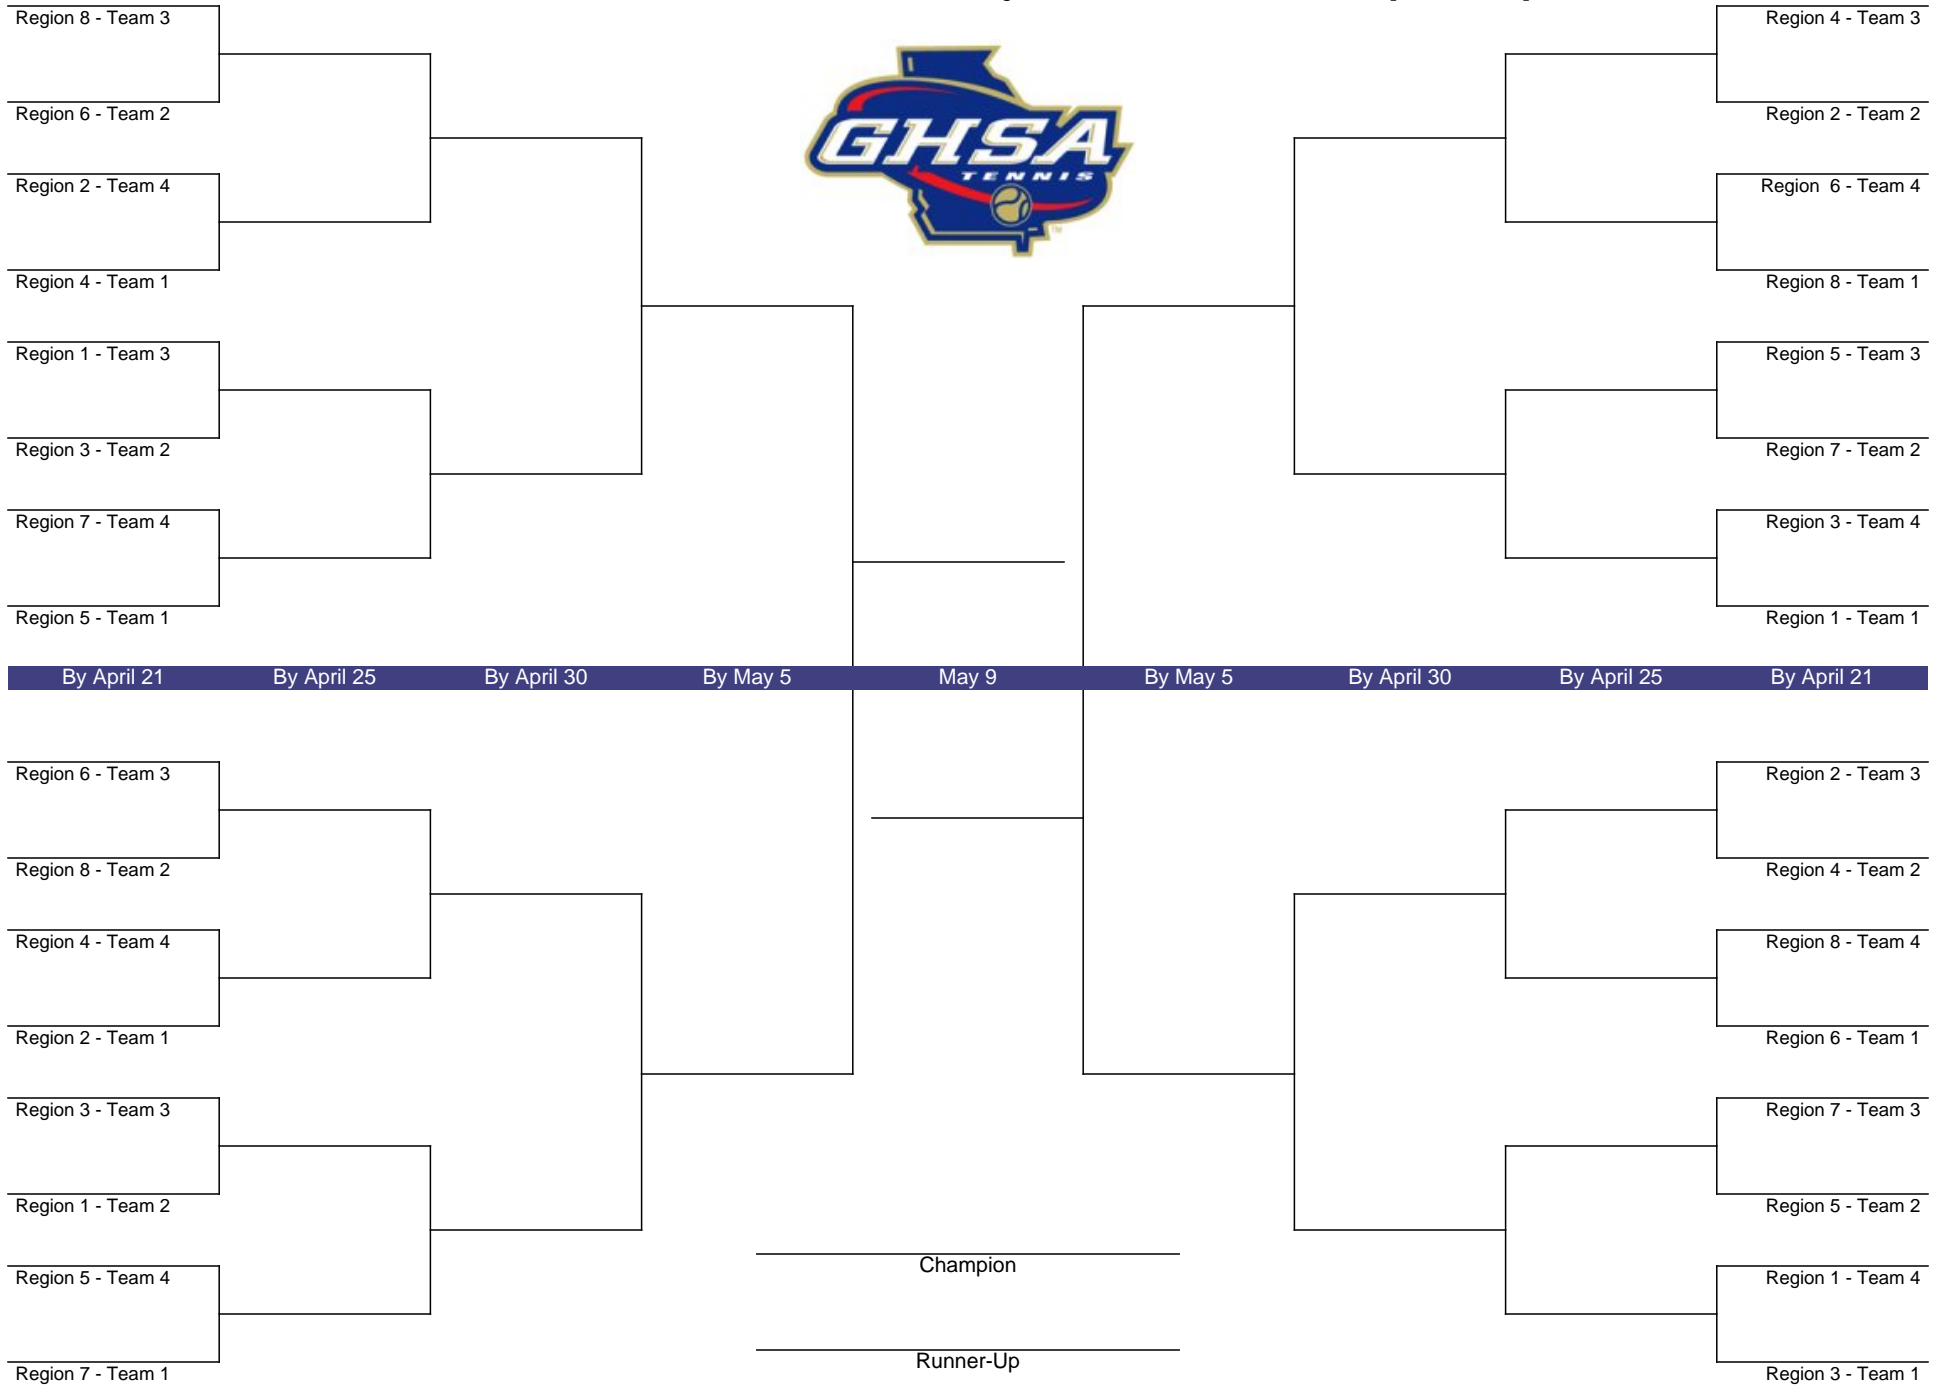 Region 8 - Team 3
Region 6 - Team 2
Region 2 - Team 4
Region 4 - Team 1
Region 1 - Team 3
Region 3 - Team 2
Region 7 - Team 4
Region 5 - Team 1
GHSA
TENNIS
TM
Region 4 - Team 3
Region 2 - Team 2
Region  6 - Team 4
Region 8 - Team 1
Region 5 - Team 3
Region 7 - Team 2
Region 3 - Team 4
Region 1 - Team 1
By April 21 By April 25 By April 30 By May 5 May 9 By May 5 By April 30 By April 25 By April 21
Region 6 - Team 3
Region 8 - Team 2
Region 4 - Team 4
Region 2 - Team 1
Region 3 - Team 3
Region 1 - Team 2
Region 5 - Team 4
Region 7 - Team 1
Champion
Runner-Up
Region 2 - Team 3
Region 4 - Team 2
Region 8 - Team 4
Region 6 - Team 1
Region 7 - Team 3
Region 5 - Team 2
Region 1 - Team 4
Region 3 - Team 1